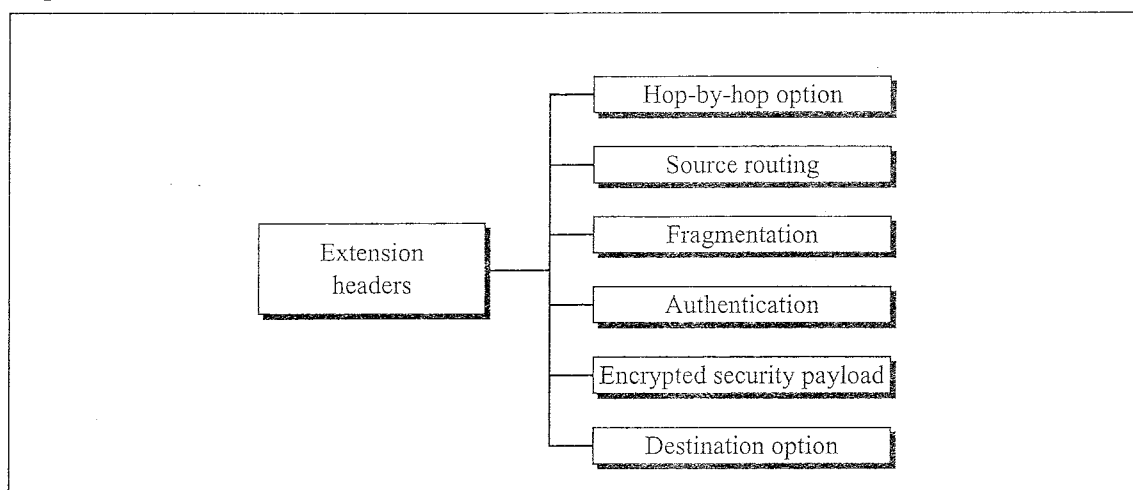 Hop-by-hop option
Source routing
Fragmentation
Extension
headers
Authentication
Encrypted security payload
Destination option